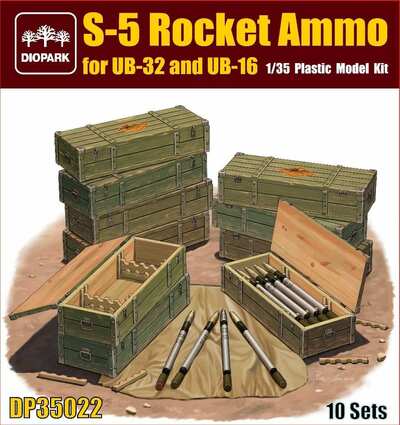 DIOPARK
S-5 Rocket Ammo
for UB-32 and UB-16 1/35 Plastic Model Kit
DP35022
10 Sets